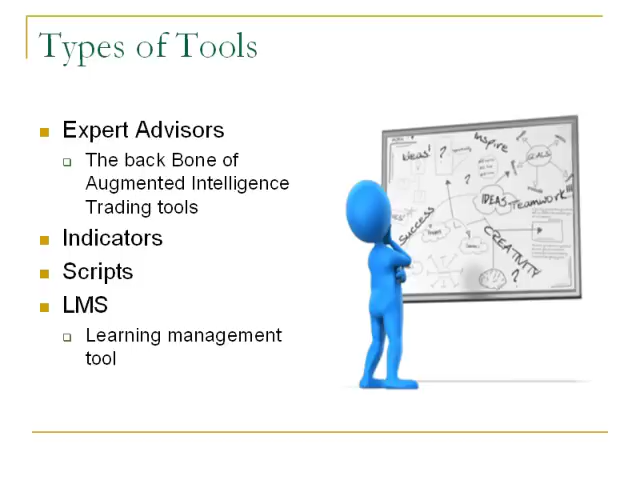 Types of Tools
Expert Advisors
The back Bone of
Augmented Intelligence
Trading tools
Indicators
Scripts
LMS
Learning management
tool
Inspire
Ideas!
?
GOALS
IDEAS
Teamwork!!!
SUCCESS
CREATIVITY
?